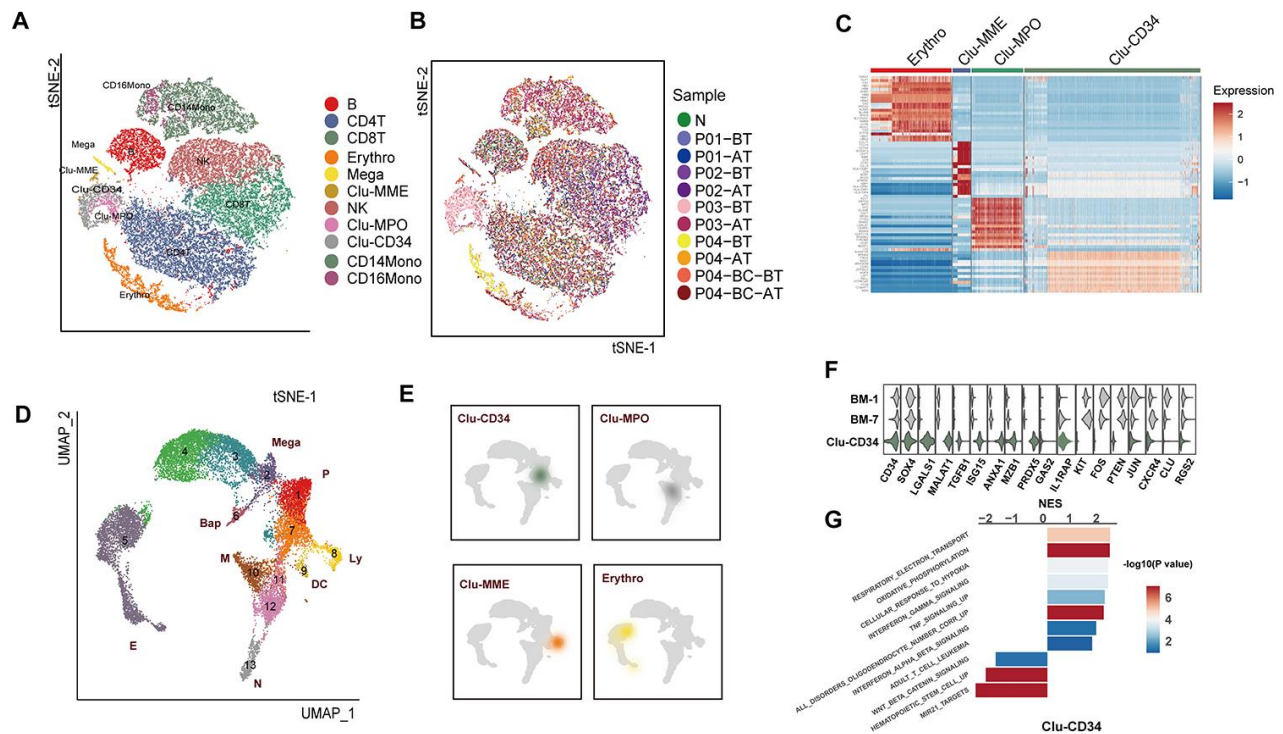 A
tSNE-2
CD16Mono
CD14Mono
Mega
B
NK
Clu-MME
Clu-CD34
Clu-MPO
CD8T
Erythro
B
CD4T
CD8T
Erythro
Mega
Clu-MME
NK
Clu-MPO
Clu-CD34
CD14Mono
CD16Mono
tSNE-1
B
tSNE-2
tSNE-1
Sample
N
P01-BT
P01-AT
P02-BT
P02-AT
P03-BT
P03-AT
P04-BT
P04-AT
P04-BC-BT
P04-BC-AT
C
Erythro
Clu-MME
Clu-MPO
Clu-CD34
Expression
2
1
0
-1
D
UMAP_2
UMAP_1
4
3
2
Mega
P
1
6
Bap
7
5
M
8
Ly
10
11
9
DC
12
E
13
N
E
Clu-CD34
Clu-MPO
Clu-MME
Erythro
F
BM-1
BM-7
Clu-CD34
CD34
SOX4
LGALS1
MALAT1
TGFB1
ISG15
ANXA1
MZB1
PRDX5
GAS2
IL1RAP
KIT
FOS
PTEN
JUN
CXCR4
CLU
RGS2
G
NES
-2 -1 0 1 2
RESPIRATORY_ELECTRON_TRANSPORT
OXIDATIVE_PHOSPHORYLATION
CELLULAR_RESPONSE_TO_HYPOXIA
INTERFERON_GAMMA_SIGNALING
TNF_SIGNALING_UP
ALL_DISORDERS_OLIGODENDROCYTE_NUMBER_CORR_UP
INTERFERON_ALPHA_BETA_SIGNALING
ADULT_T_CELL_LEUKEMIA
WNT_BETA_CATENIN_SIGNALING
HEMATOPOIETIC_STEM_CELL_UP
MIR21_TARGETS
-log10(P value)
6
4
2
Clu-CD34